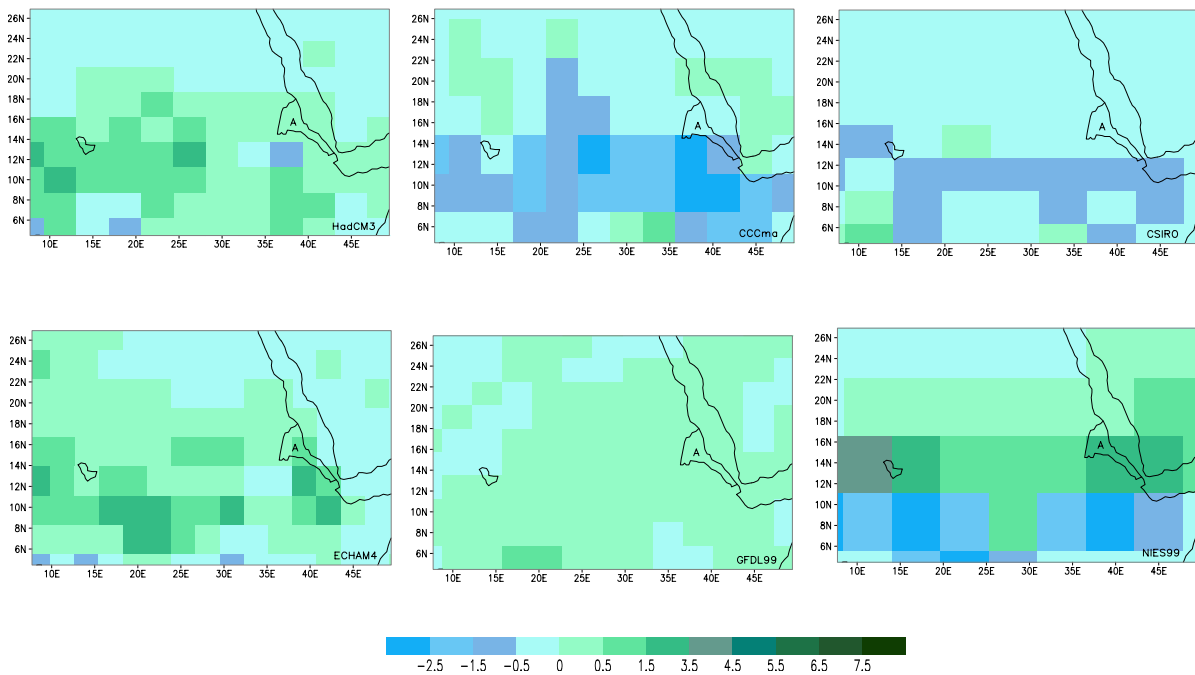 26N
24N
22N
20N
18N
16N
14N
12N
10N
8N
6N
A
HadCM3
10E 15E 20E 25E 30E 35E 40E 45E
26N
24N
22N
20N
18N
16N
14N
12N
10N
8N
6N
A
CCCma
10E 15E 20E 25E 30E 35E 40E 45E
26N
24N
22N
20N
18N
16N
14N
12N
10N
8N
6N
A
CSIRO
10E 15E 20E 25E 30E 35E 40E 45E
26N
24N
22N
20N
18N
16N
14N
12N
10N
8N
6N
A
ECHAM4
10E 15E 20E 25E 30E 35E 40E 45E
26N
24N
22N
20N
18N
16N
14N
12N
10N
8N
6N
A
GFDL99
10E 15E 20E 25E 30E 35E 40E 45E
26N
24N
22N
20N
18N
16N
14N
12N
10N
8N
6N
A
NIES99
10E 15E 20E 25E 30E 35E 40E 45E
−2.5 −1.5 −0.5 0 0.5 1.5 3.5 4.5 5.5 6.5 7.5